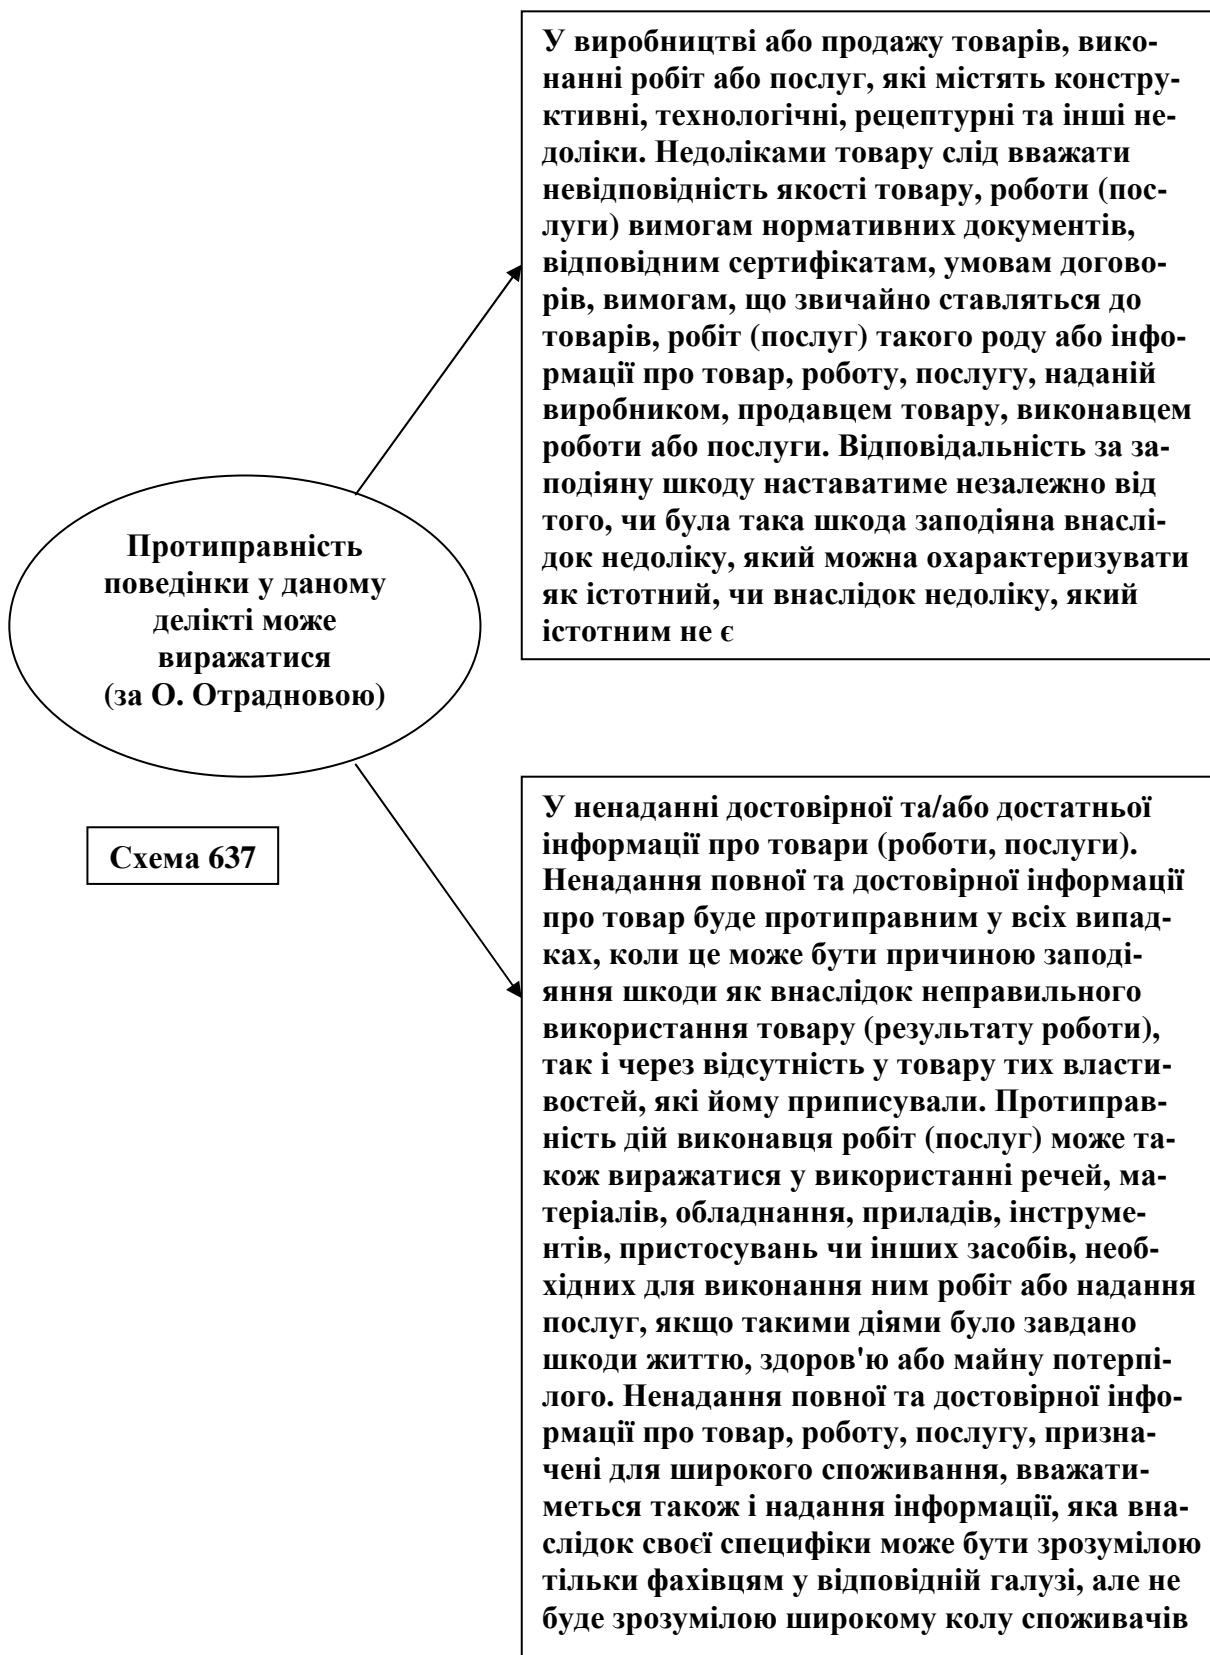 У виробництві або продажу товарів, вико-
нанні робіт або послуг, які містять констру-
ктивні, технологічні, рецептурні та інші не-
доліки. Недоліками товару слід вважати
невідповідність якості товару, роботи (пос-
луги) вимогам нормативних документів,
відповідним сертифікатам, умовам догово-
рів, вимогам, що звичайно ставляться до
товарів, робіт (послуг) такого роду або інфо-
рмації про товар, роботу, послугу, наданій
виробником, продавцем товару, виконавцем
роботи або послуги. Відповідальність за за-
подіяну шкоду наставатиме незалежно від
того, чи була така шкода заподіяна внаслі-
док недоліку, який можна охарактеризувати
як істотний, чи внаслідок недоліку, який
істотним не є
Протиправність
поведінки у даному
делікті може
виражатися
(за О. Отрадновою)
Схема 637
У ненаданні достовірної та/або достатньої
інформації про товари (роботи, послуги).
Ненадання повної та достовірної інформації
про товар буде протиправним у всіх випад-
ках, коли це може бути причиною заподі-
яння шкоди як внаслідок неправильного
використання товару (результату роботи),
так і через відсутність у товару тих власти-
востей, які йому приписували. Протиправ-
ність дій виконавця робіт (послуг) може та-
кож виражатися у використанні речей, ма-
теріалів, обладнання, приладів, інструме-
нтів, пристосувань чи інших засобів, необ-
хідних для виконання ним робіт або надання
послуг, якщо такими діями було завдано
шкоди життю, здоров'ю або майну потерпі-
лого. Ненадання повної та достовірної інфо-
рмації про товар, роботу, послугу, призна-
чені для широкого споживання, вважати-
меться також і надання інформації, яка вна-
слідок своєї специфіки може бути зрозумілою
тільки фахівцям у відповідній галузі, але не
буде зрозумілою широкому колу споживачів